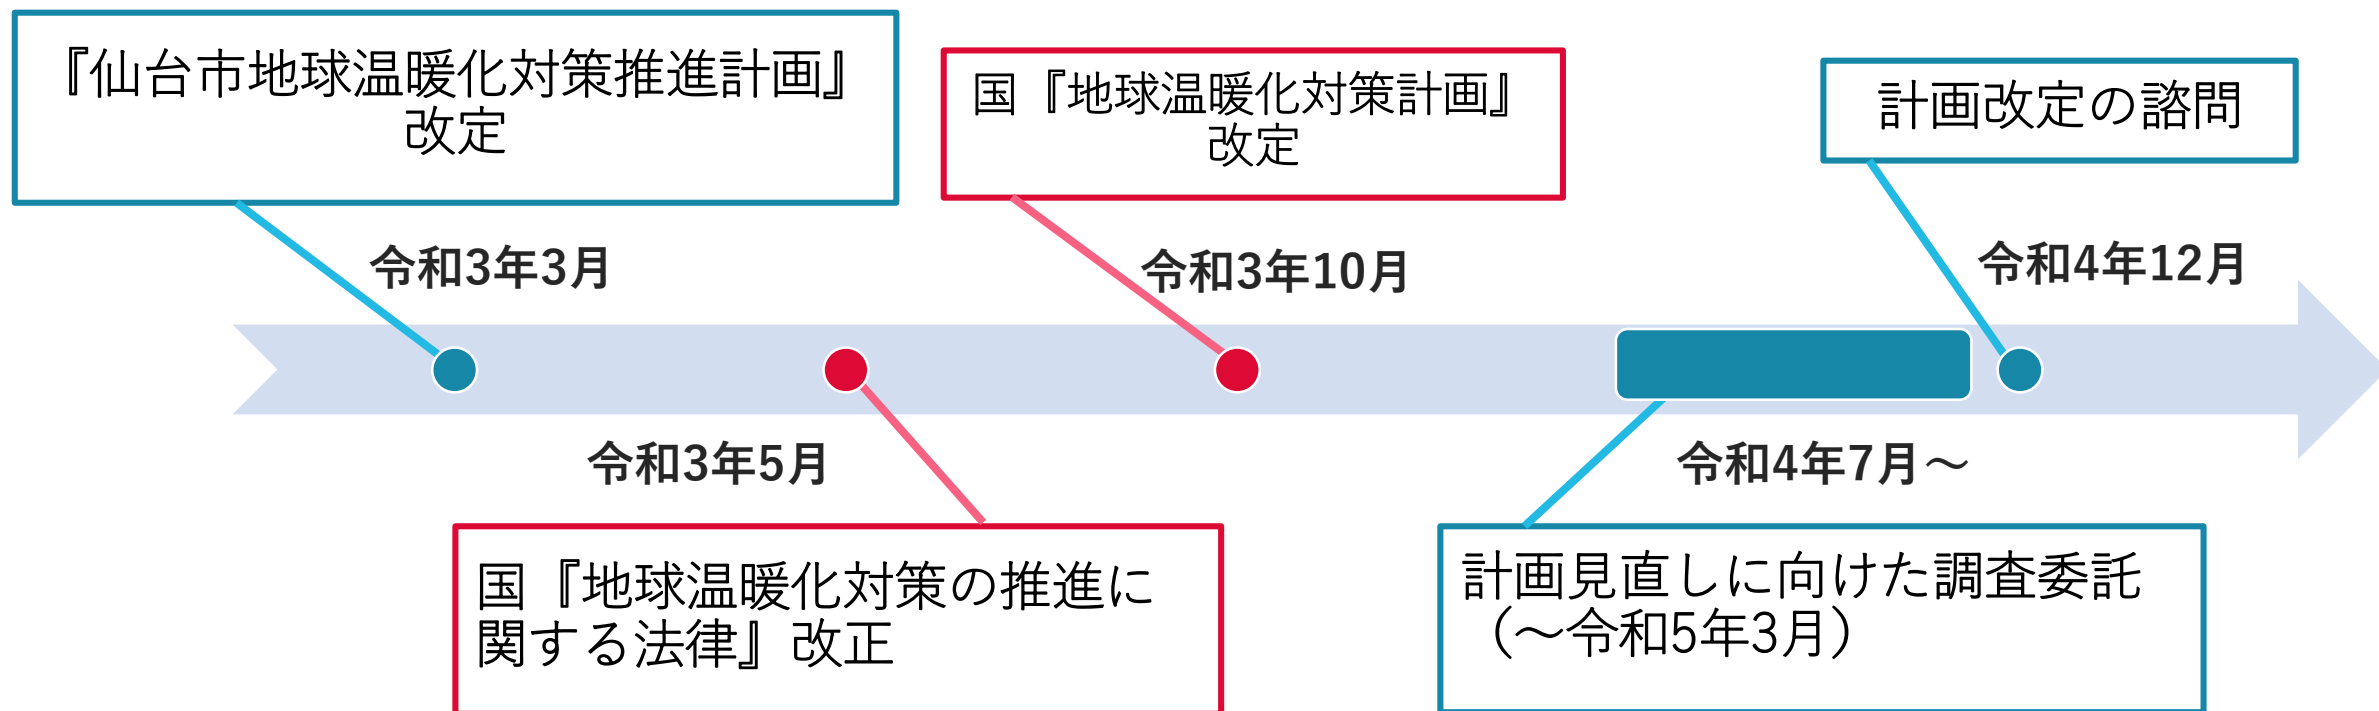 『仙台市地球温暖化対策推進計画』
改定
国『地球温暖化対策計画』
改定
計画改定の諮問
令和3年3月
令和3年10月
令和4年12月
令和3年5月
令和4年7月～
国『地球温暖化対策の推進に
関する法律』改正
計画見直しに向けた調査委託
（～令和5年3月）